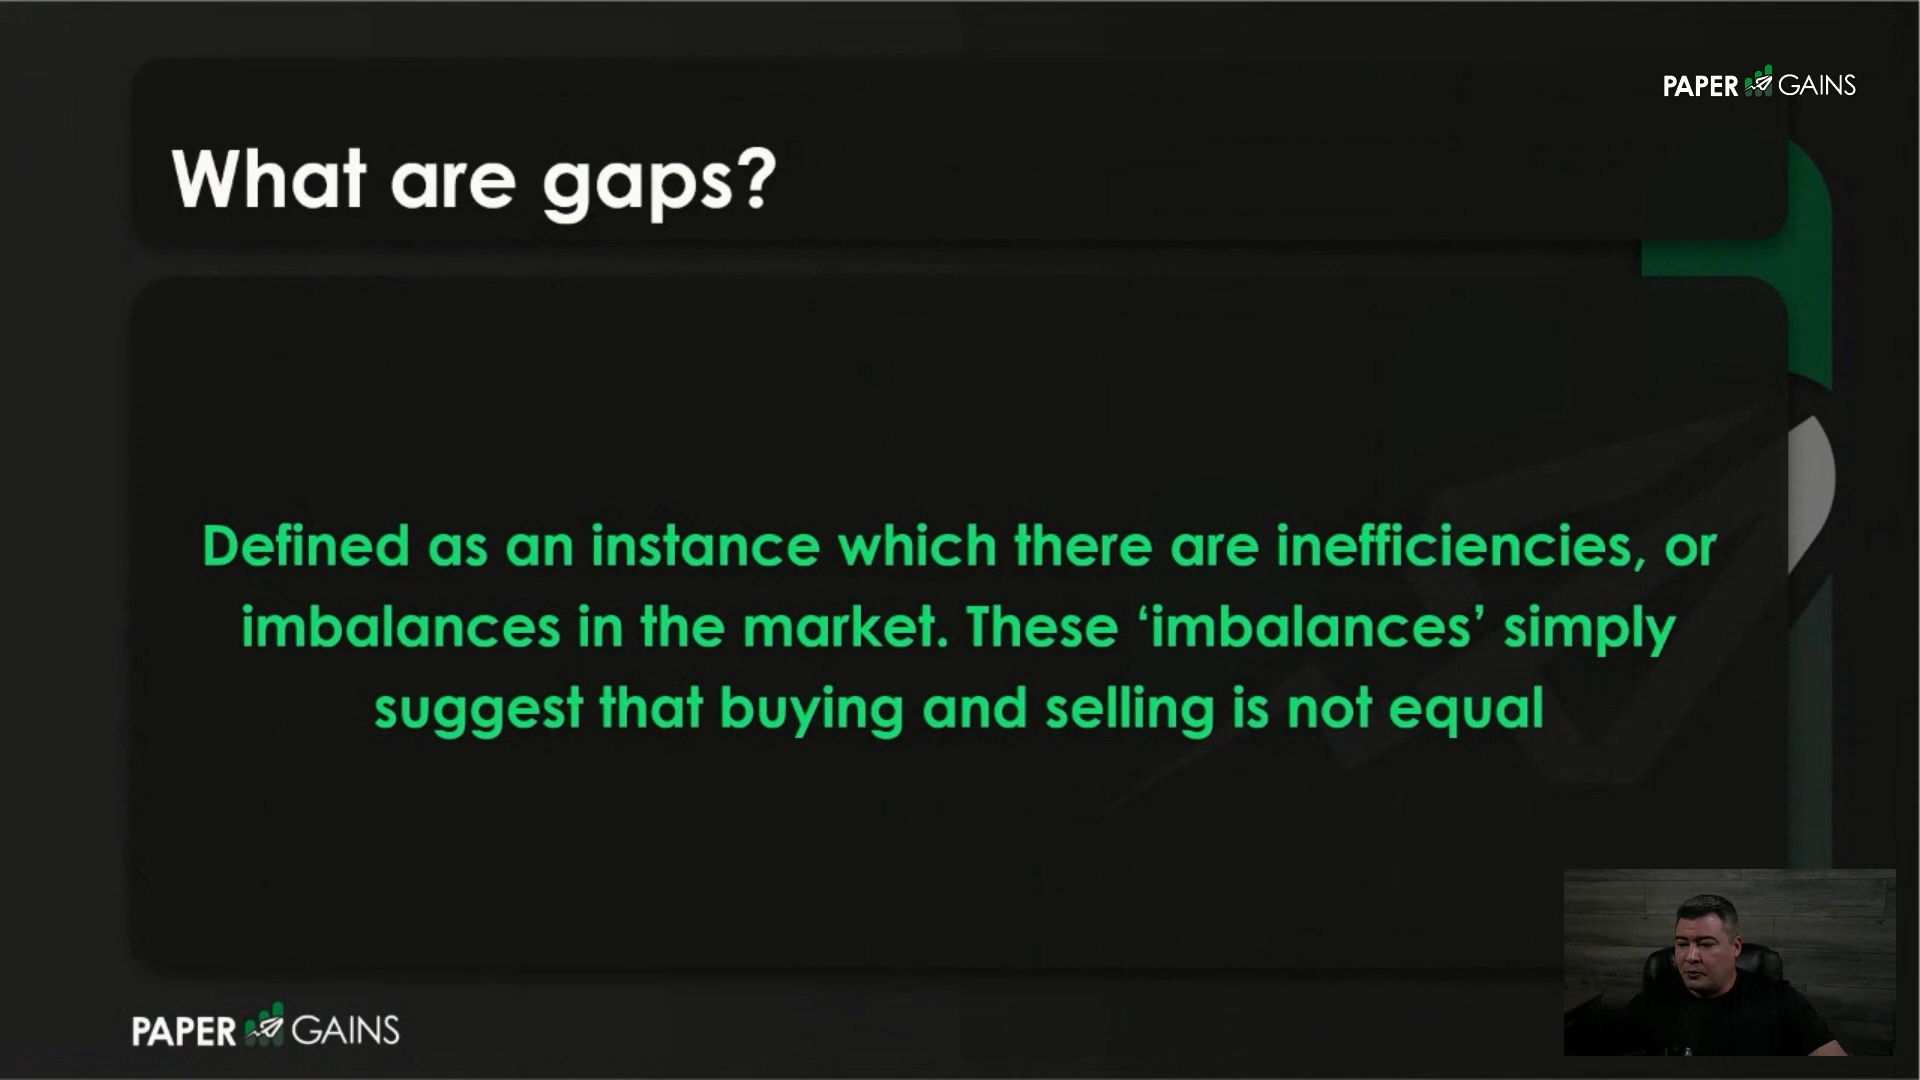 PAPER GAINS
What are gaps?
Defined as an instance which there are inefficiencies, or
imbalances in the market. These ‘imbalances’ simply
suggest that buying and selling is not equal
PAPER GAINS